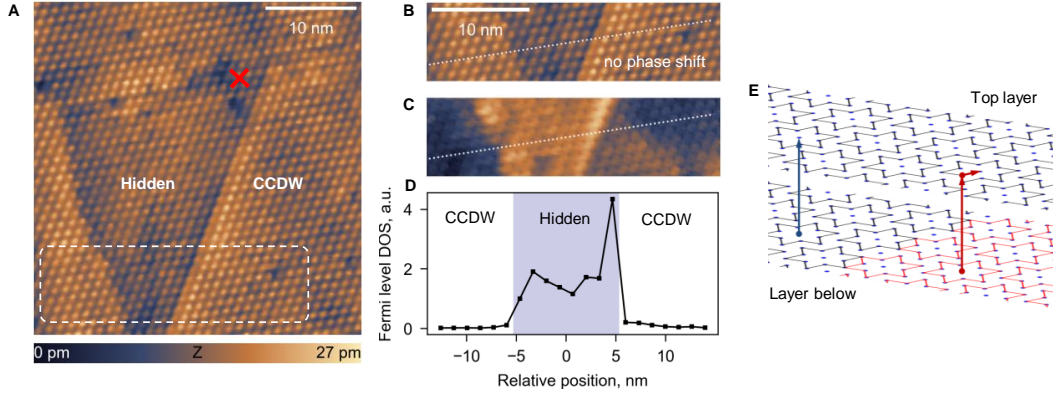 A
10 nm
Hidden
CCDW
0 pm
Z
27 pm
B
10 nm
no phase shift
C
D
Fermi level DOS, a.u.
4
2
0
CCDW
Hidden
CCDW
−10
−5
0
5
10
Relative position, nm
E
Top layer
Layer below